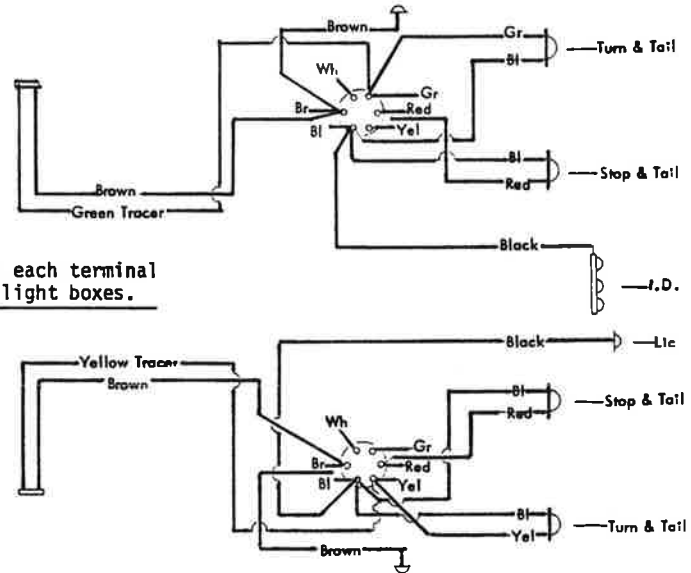 Brown
Gr
Turn & Tail
Bl
Wh
Gr
Br
Red
Bl
Yel
Bl
Stop & Tail
Brown
Red
Green Tracer
Black
each terminal
light boxes.
I.D.
Black
Lic
Yellow Tracer
Brown
Bl
Stop & Tail
Red
Wh
Gr
Br
Red
Bl
Yel
Bl
Turn & Tail
Yel
Brown